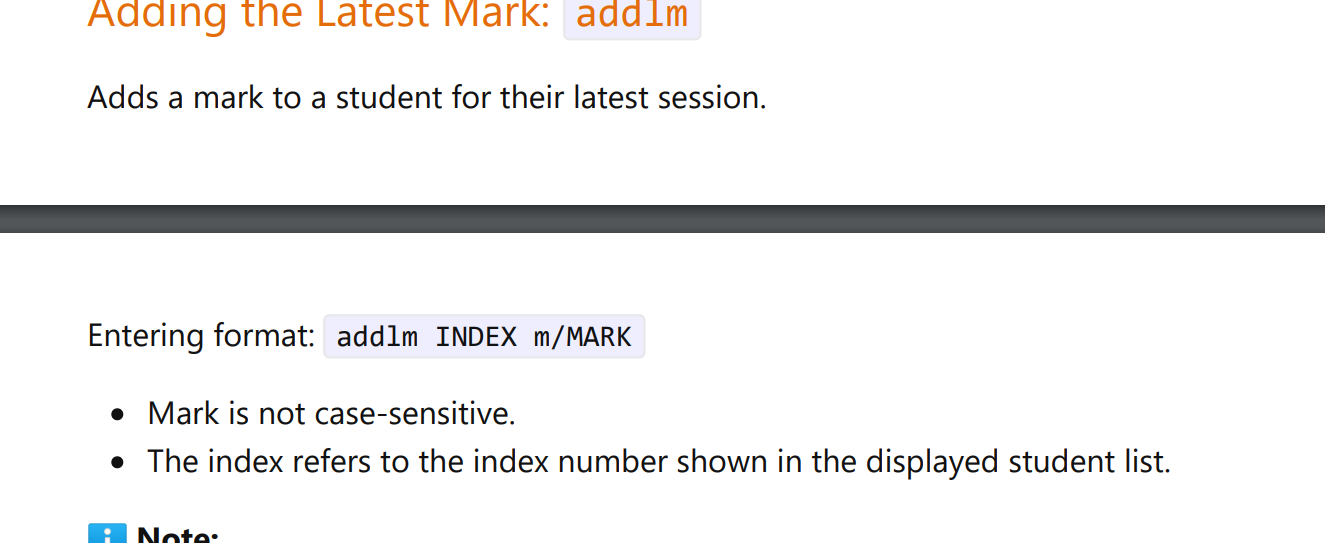 Adding the Latest Mark: addlm
Adds a mark to a student for their latest session.
Entering format: addlm INDEX m/MARK
Mark is not case-sensitive.
The index refers to the index number shown in the displayed student list.
Note: